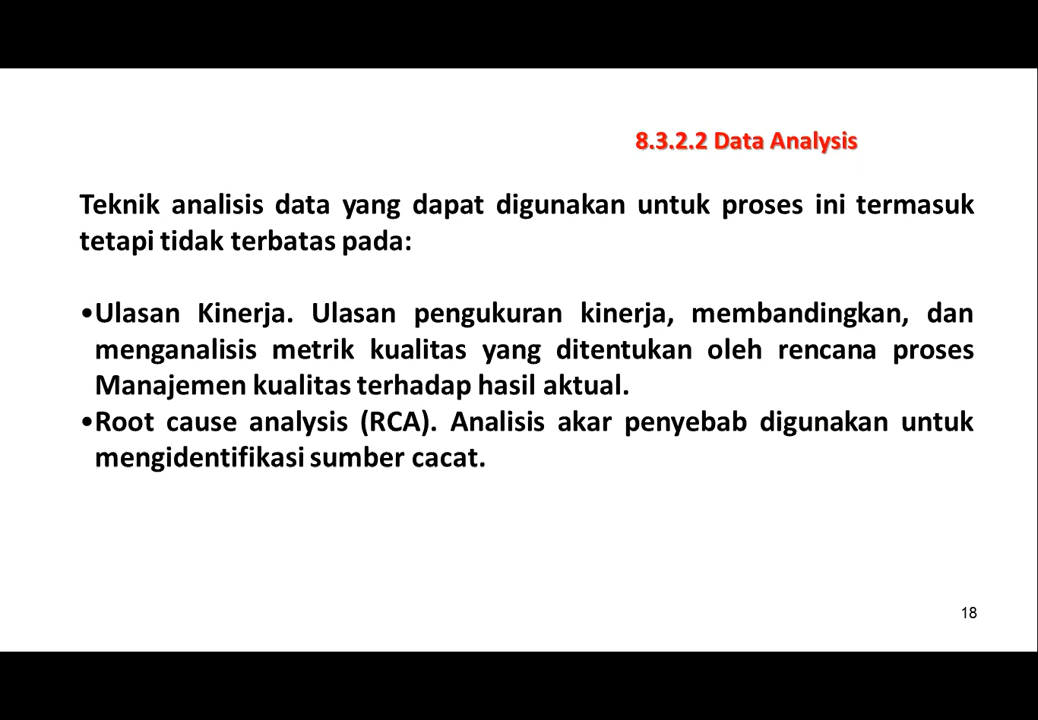 8.3.2.2 Data Analysis
Teknik analisis data yang dapat digunakan untuk proses ini termasuk
tetapi tidak terbatas pada:
•Ulasan Kinerja. Ulasan pengukuran kinerja, membandingkan, dan
menganalisis metrik kualitas yang ditentukan oleh rencana proses
Manajemen kualitas terhadap hasil aktual.
•Root cause analysis (RCA). Analisis akar penyebab digunakan untuk
mengidentifikasi sumber cacat.
18